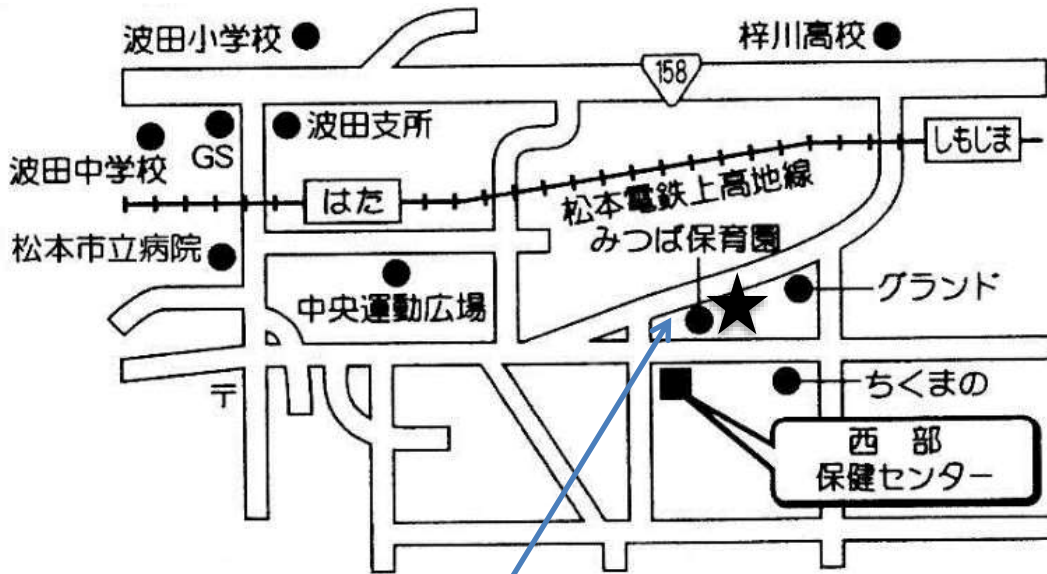 波田小学校
梓川高校
158
波田支所
GS
波田中学校
しもじま
はた
松本電鉄上高地線
松本市立病院
みつば保育園
グランド
中央運動広場
〒
ちくまの
西部
保健センター